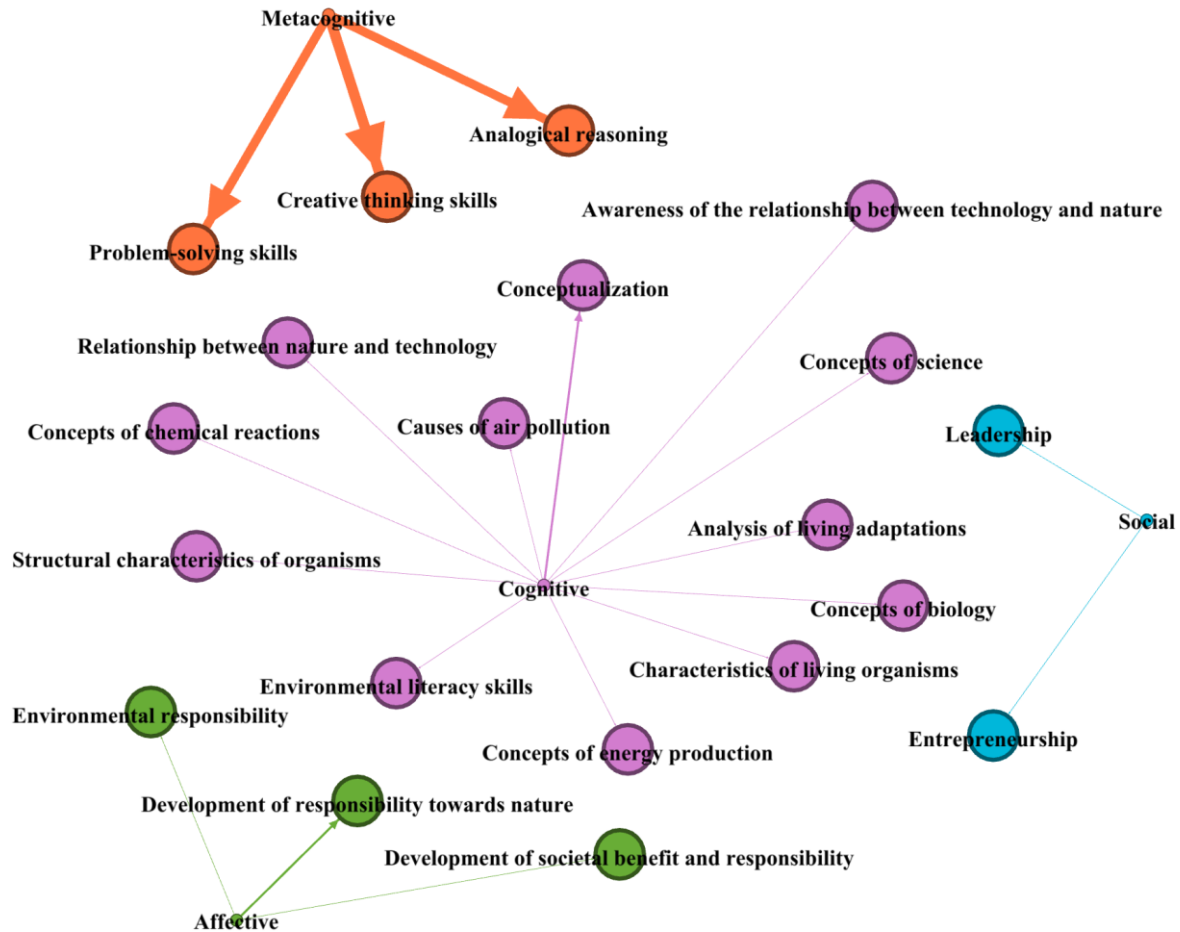 Metacognitive
Analogical reasoning
Creative thinking skills
Awareness of the relationship between technology and nature
Problem-solving skills
Conceptualization
Relationship between nature and technology
Concepts of science
Concepts of chemical reactions
Causes of air pollution
Leadership
Social
Analysis of living adaptations
Structural characteristics of organisms
Cognitive
Concepts of biology
Characteristics of living organisms
Environmental literacy skills
Environmental responsibility
Entrepreneurship
Concepts of energy production
Development of responsibility towards nature
Development of societal benefit and responsibility
Affective